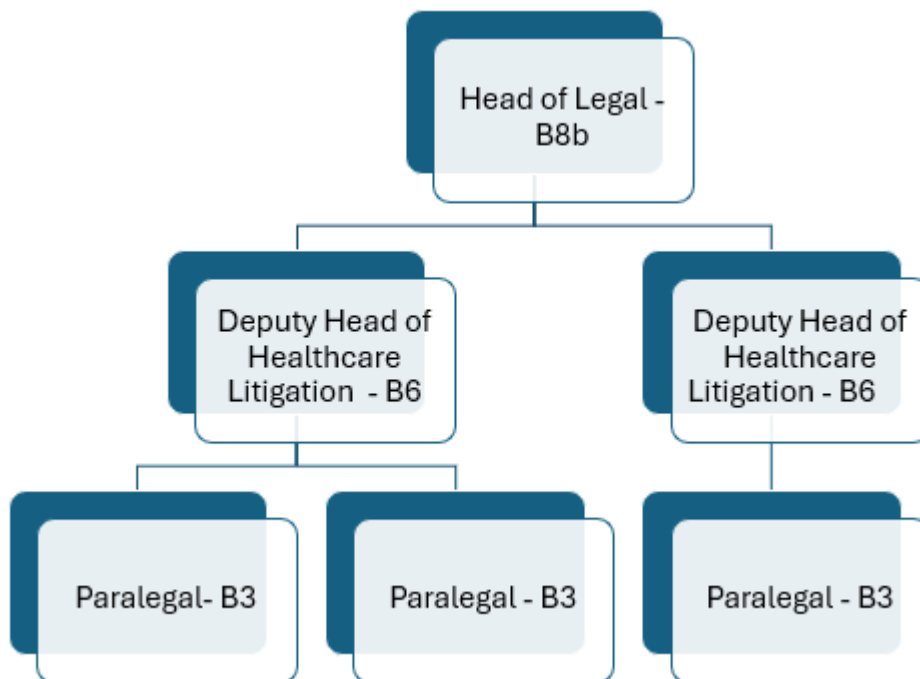 Head of Legal -
B8b
Deputy Head of
Healthcare
Litigation  - B6
Deputy Head of
Healthcare
Litigation - B6
Paralegal- B3
Paralegal - B3
Paralegal - B3